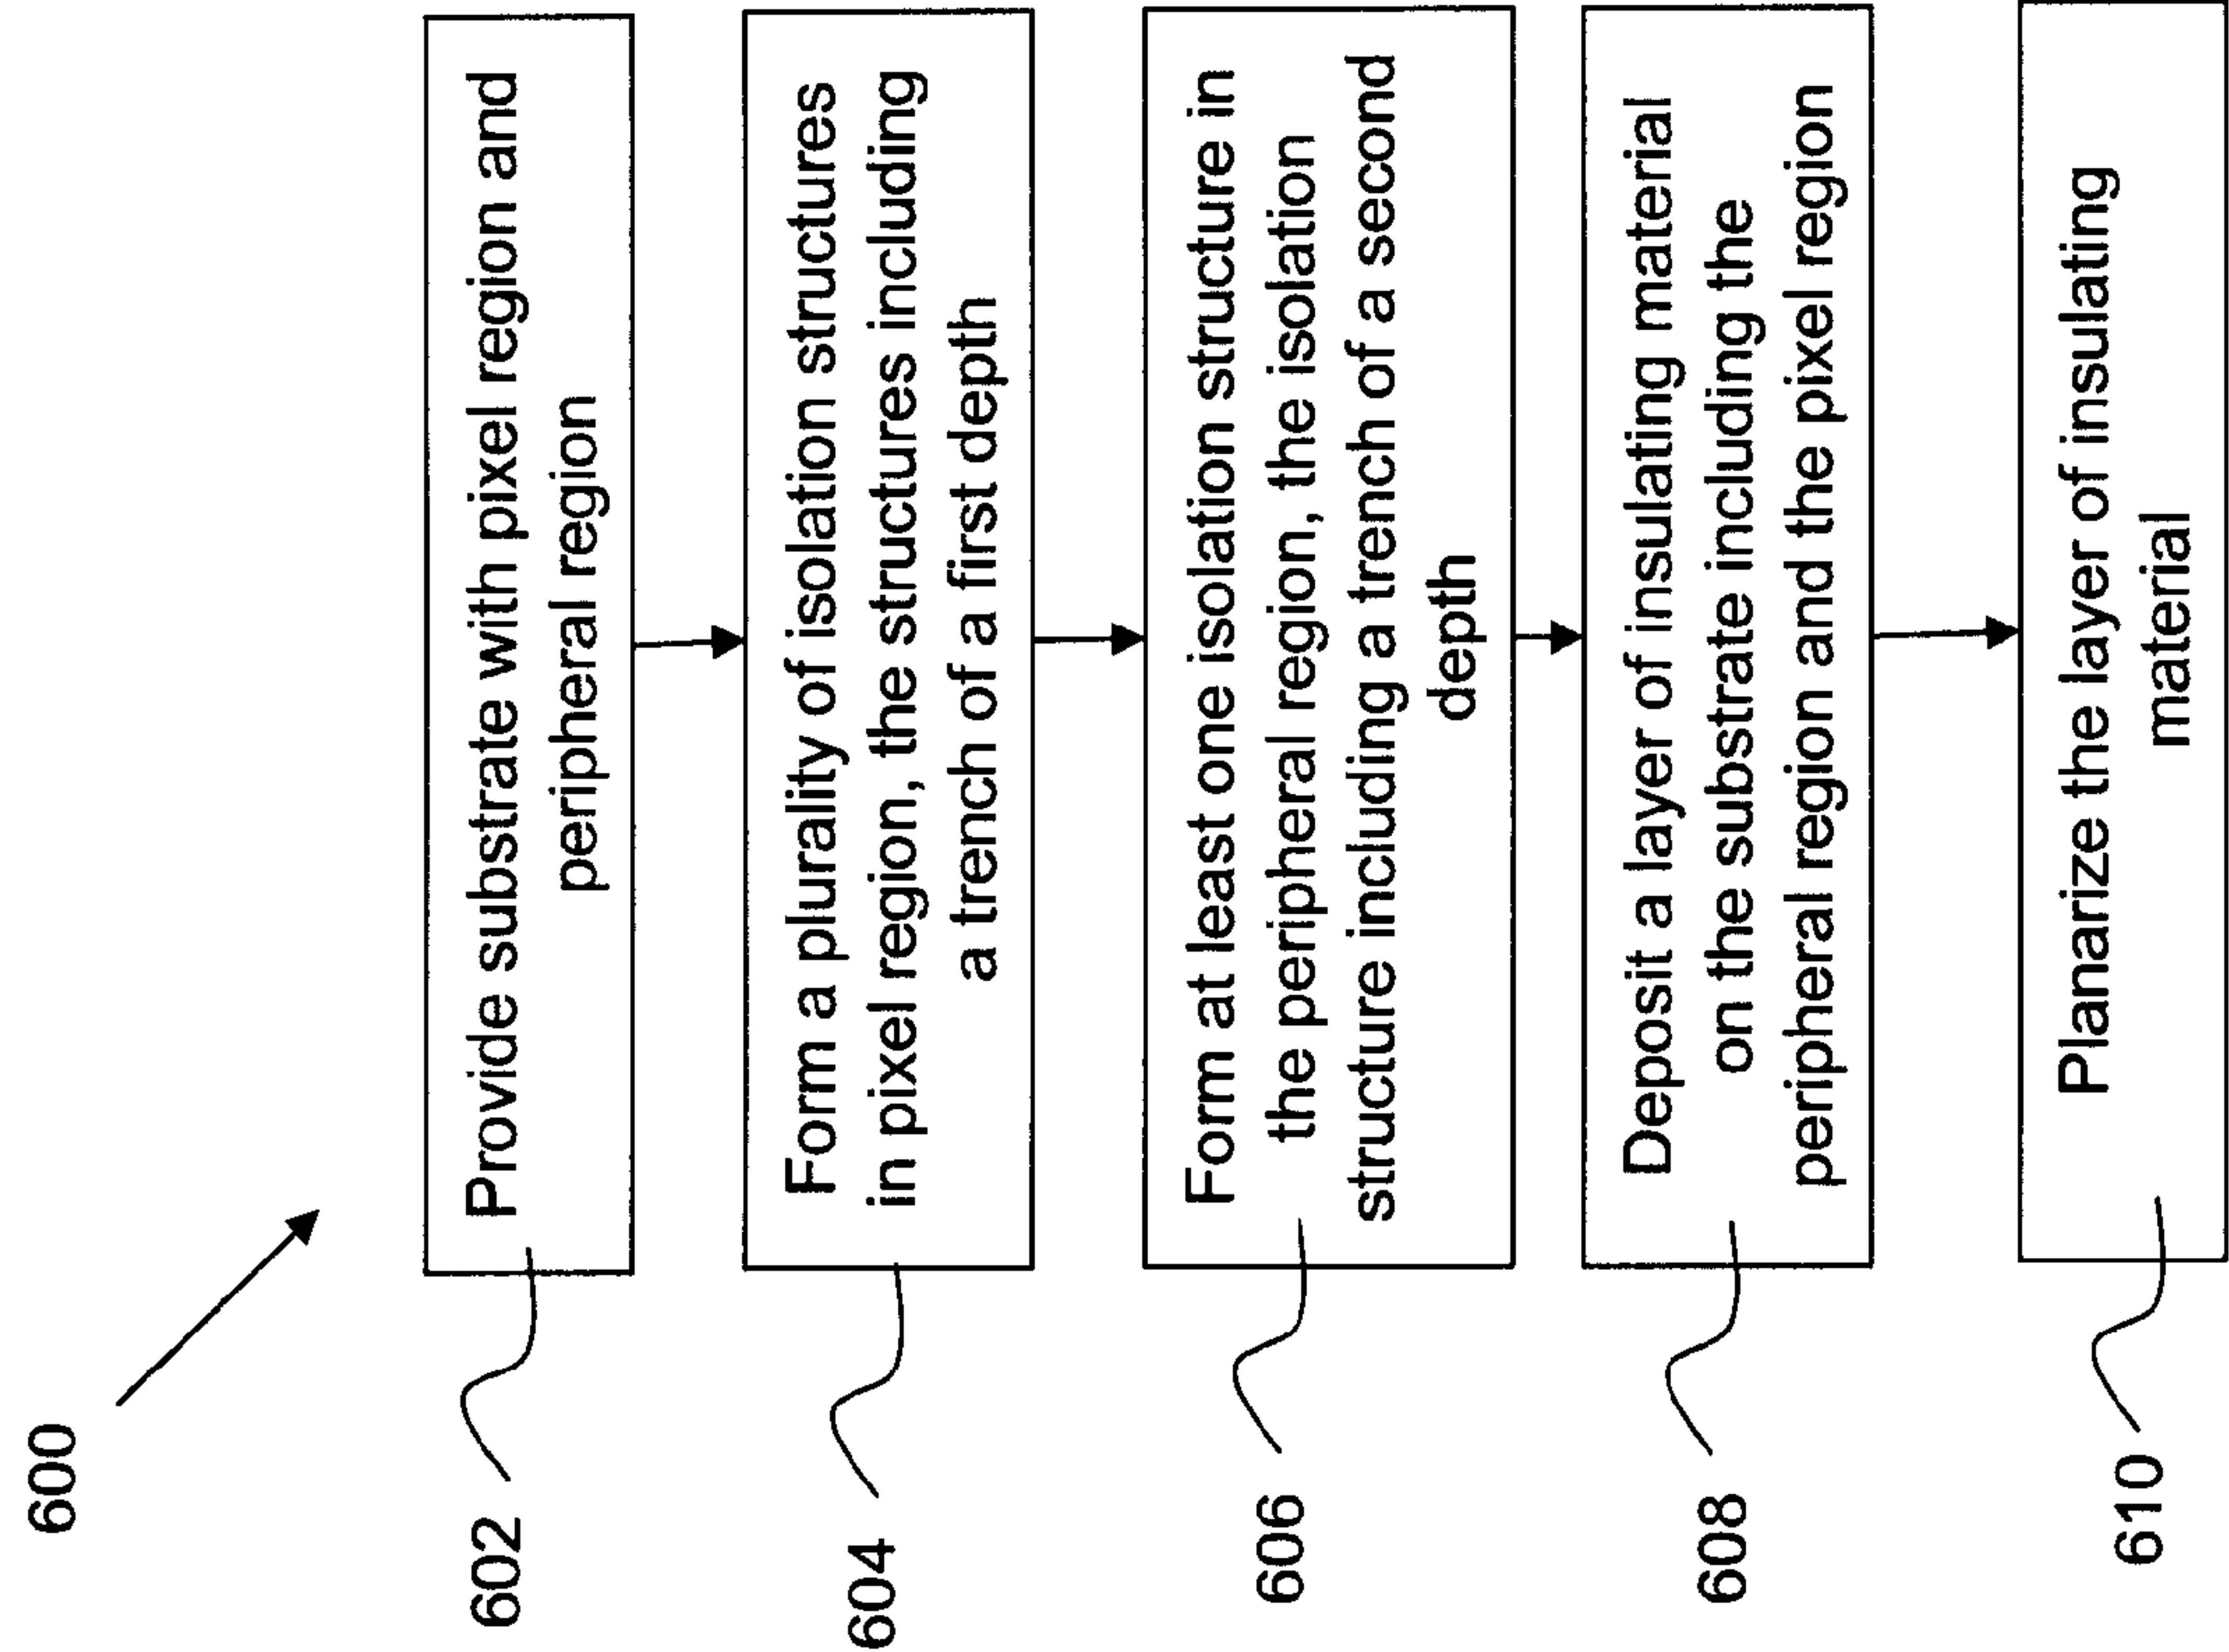 600
602
Provide substrate with pixel region and
peripheral region
604
Form a plurality of isolation structures
in pixel region, the structures including
a trench of a first depth
606
Form at least one isolation structure in
the peripheral region, the isolation
structure including a trench of a second
depth
608
Deposit a layer of insulating material
on the substrate including the
peripheral region and the pixel region
610
Planarize the layer of insulating
material